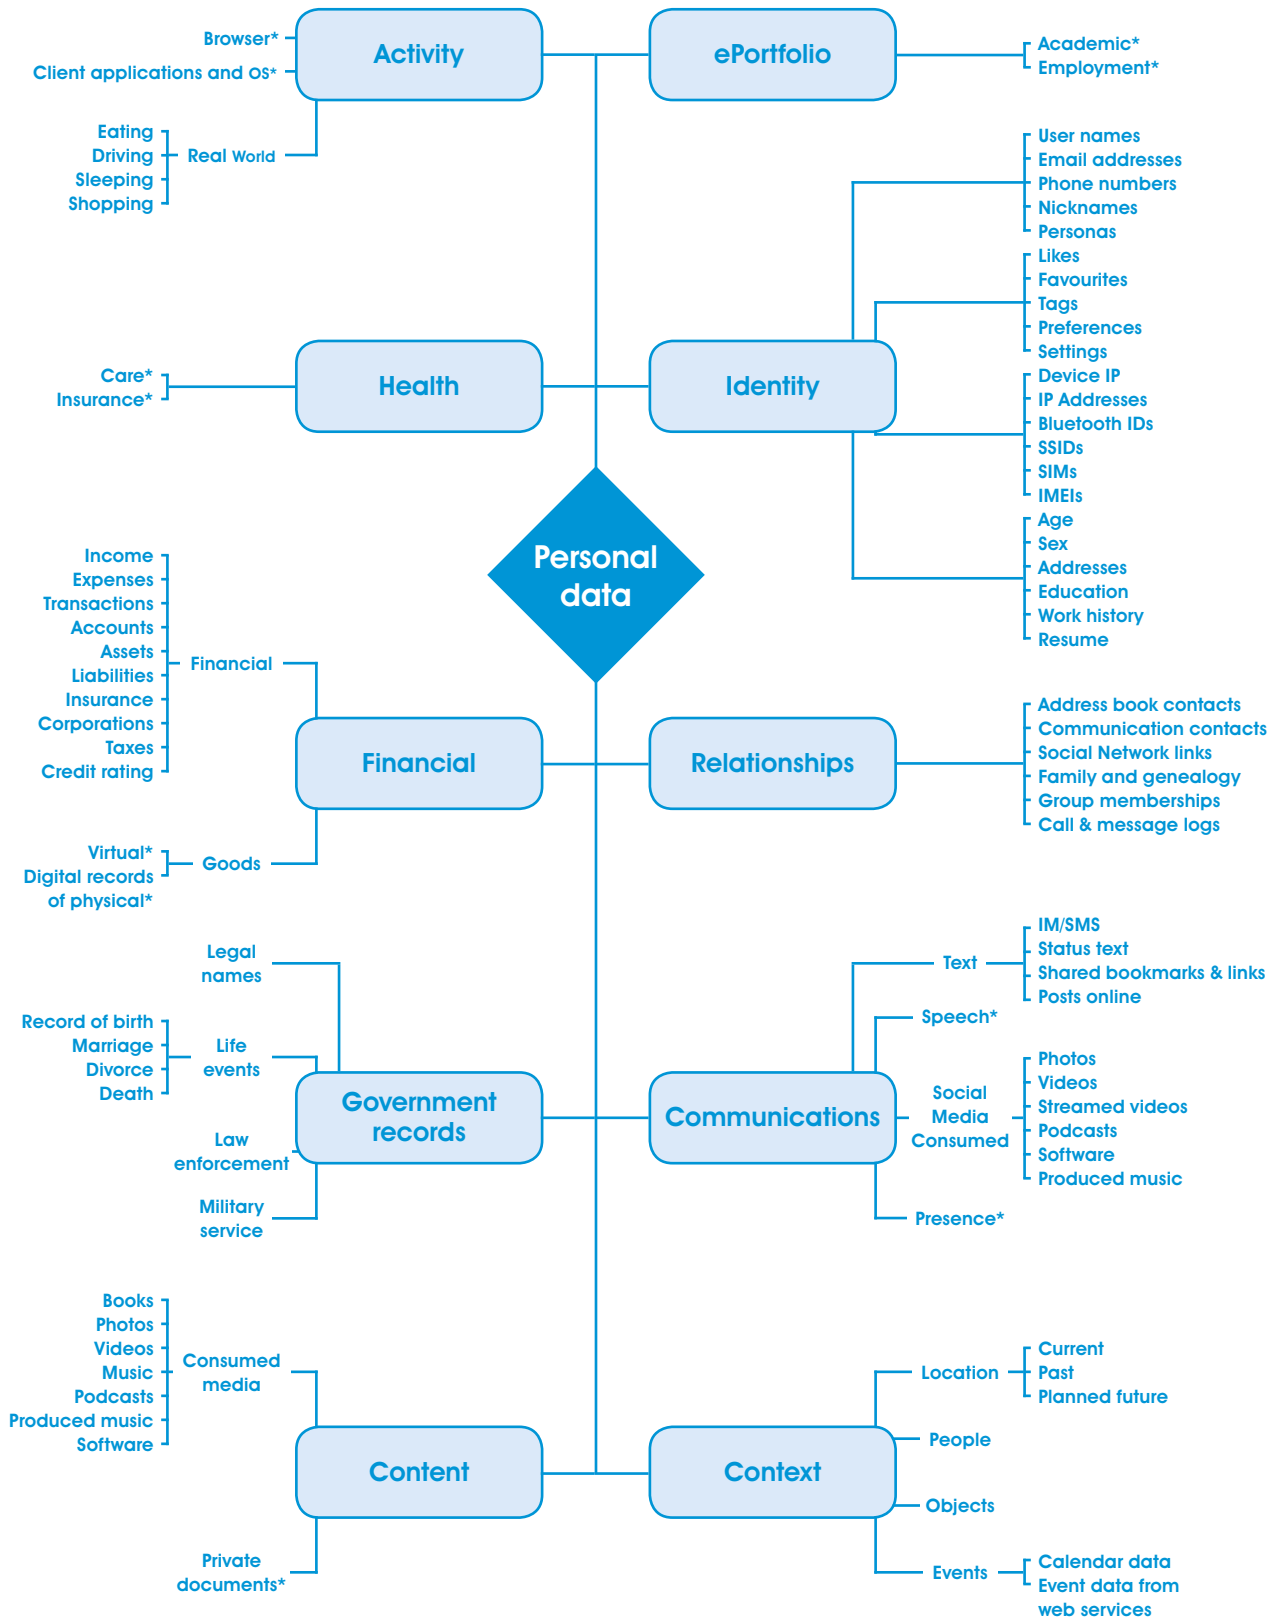 Browser*
Client applications and OS*
Activity
Eating
Driving
Sleeping
Shopping
Real World
ePortfolio
Academic*
Employment*
Care*
Insurance*
Health
Identity
User names
Email addresses
Phone numbers
Nicknames
Personas
Likes
Favourites
Tags
Preferences
Settings
Device IP
IP Addresses
Bluetooth IDs
SSIDs
SIMs
IMEIs
Age
Sex
Addresses
Education
Work history
Resume
Personal
data
Income
Expenses
Transactions
Accounts
Assets
Liabilities
Insurance
Corporations
Taxes
Credit rating
Financial
Financial
Virtual*
Digital records
of physical*
Goods
Relationships
Address book contacts
Communication contacts
Social Network links
Family and genealogy
Group memberships
Call & message logs
Legal
names
Record of birth
Marriage
Divorce
Death
Life
events
Government
records
Law
enforcement
Military
service
Communications
Text
IM/SMS
Status text
Shared bookmarks & links
Posts online
Speech*
Social
Media
Consumed
Photos
Videos
Streamed videos
Podcasts
Software
Produced music
Presence*
Books
Photos
Videos
Music
Podcasts
Produced music
Software
Consumed
media
Content
Private
documents*
Context
Location
Current
Past
Planned future
People
Objects
Events
Calendar data
Event data from
web services